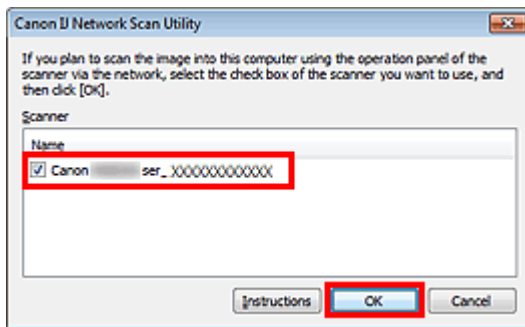 Canon IJ Network Scan Utility
If you plan to scan the image into this computer using the operation panel of the
scanner via the network, select the check box of the scanner you want to use, and
then click [OK].
Scanner
Name
Canon ser_XXXXXXXXXXXXX
Instructions OK Cancel